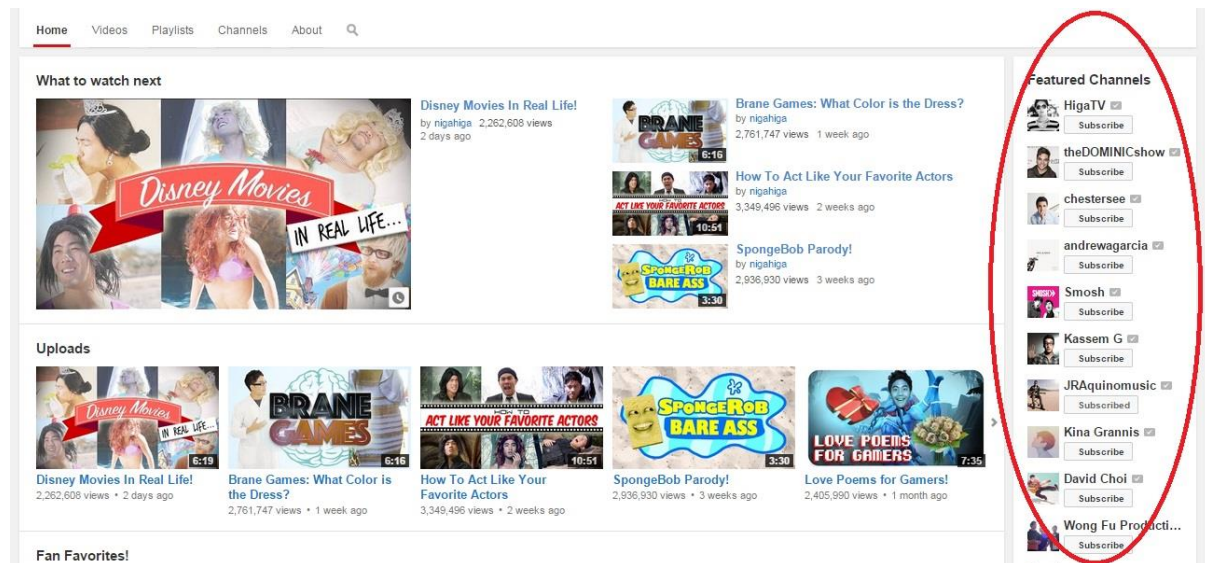 Home Videos Playlists Channels About
What to watch next
Disney Movies
IN REAL LIFE...
Disney Movies In Real Life!
by nigahiga 2,262,608 views
2 days ago
BRANE
GAMES
6:16
Brane Games: What Color is the Dress?
by nigahiga
2,761,747 views 1 week ago
HOW TO
ACT LIKE YOUR FAVORITE ACTORS
10:51
How To Act Like Your Favorite Actors
by nigahiga
3,349,496 views 2 weeks ago
SPONGEROB
BARE ASS
3:30
SpongeBob Parody!
by nigahiga
2,936,930 views 3 weeks ago
Uploads
Disney Movies
IN REAL LIFE...
6:19
Disney Movies In Real Life!
2,262,608 views • 2 days ago
BRANE
GAMES
6:16
Brane Games: What Color is
the Dress?
2,761,747 views • 1 week ago
HOW TO
ACT LIKE YOUR FAVORITE ACTORS
10:51
How To Act Like Your
Favorite Actors
3,349,496 views • 2 weeks ago
SPONGEROB
BARE ASS
3:30
SpongeBob Parody!
2,936,930 views • 3 weeks ago
LOVE POEMS
FOR GAMERS
7:35
Love Poems for Gamers!
2,405,990 views • 1 month ago
Fan Favorites!
Featured Channels
HigaTV
Subscribe
theDOMINICshow
Subscribe
chestersee
Subscribe
andrewagarcia
Subscribe
SMOSH
Smosh
Subscribe
Kassem G
Subscribe
JRAquinomusic
Subscribed
Kina Grannis
Subscribe
David Choi
Subscribe
Wong Fu Producti...
Subscribe